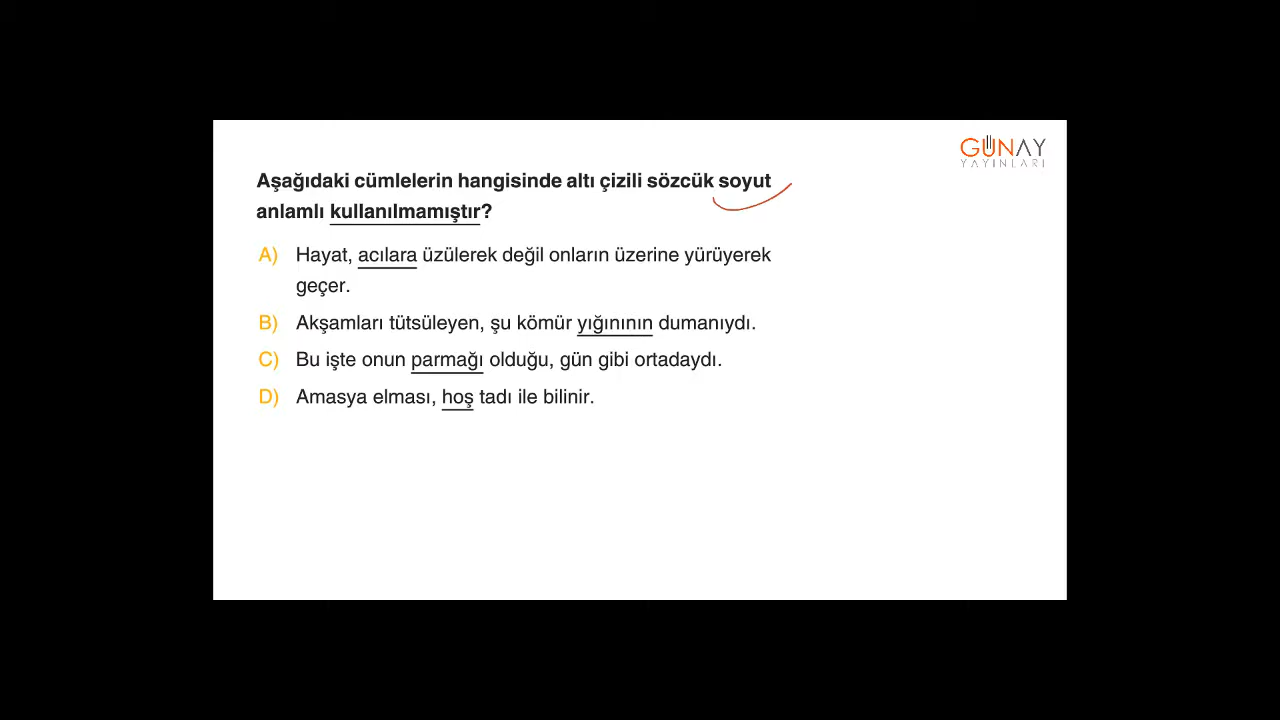 GÜNAY
YAYINLARI
Aşağıdaki cümlelerin hangisinde altı çizili sözcük soyut
anlamlı kullanılmamıştır?
A) Hayat, acılara üzülerek değil onların üzerine yürüyerek
geçer.
B) Akşamları tütsüleyen, şu kömür yığınının dumanıydı.
C) Bu işte onun parmağı olduğu, gün gibi ortadaydı.
D) Amasya elması, hoş tadı ile bilinir.